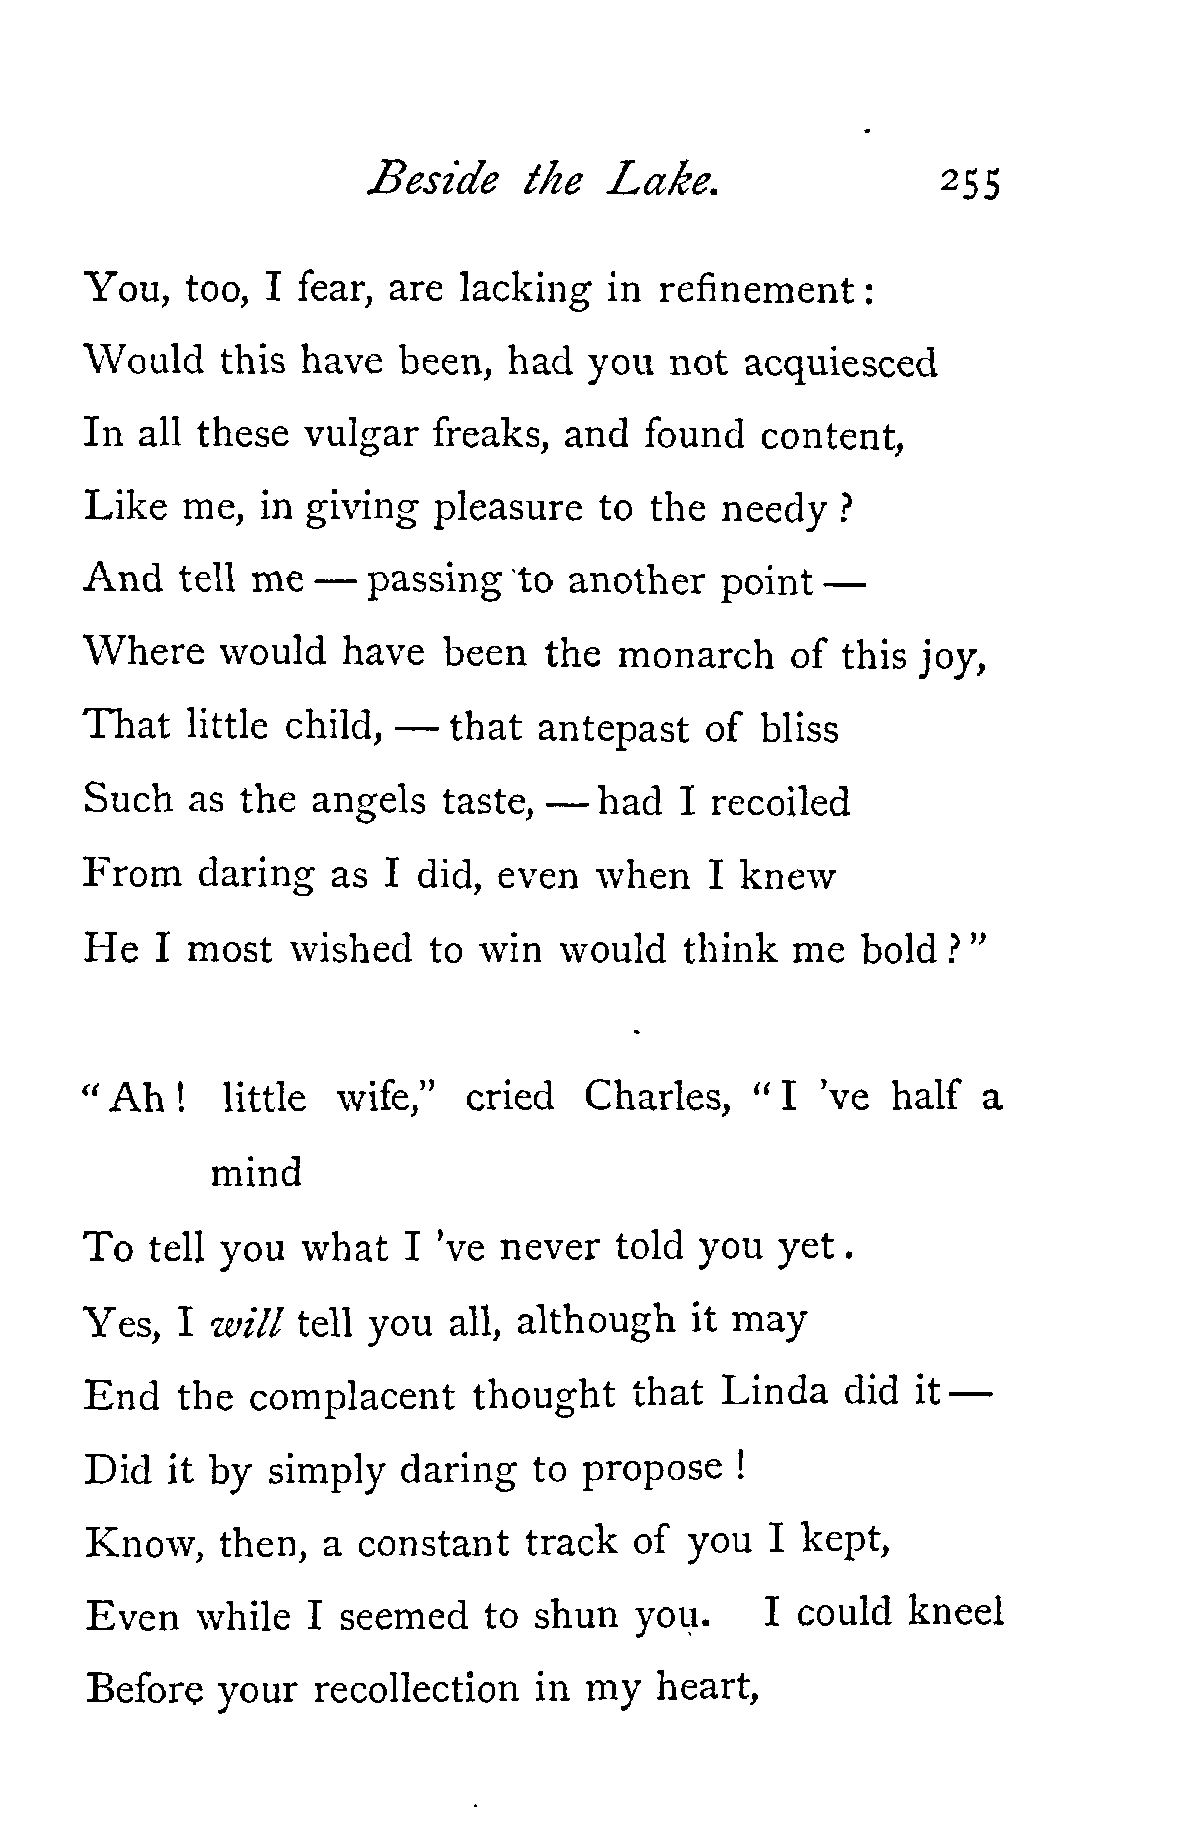 Beside the Lake. 255
You, too, I fear, are lacking in refinement :
Would this have been, had you not acquiesced
In all these vulgar freaks, and found content,
Like me, in giving pleasure to the needy ?
And tell me — passing to another point —
Where would have been the monarch of this joy,
That little child, — that antepast of bliss
Such as the angels taste, — had I recoiled
From daring as I did, even when I knew
He I most wished to win would think me bold ? ”
“ Ah ! little wife,” cried Charles, “ I ’ve half a
mind
To tell you what I ’ve never told you yet .
Yes, I will tell you all, although it may
End the complacent thought that Linda did it —
Did it by simply daring to propose !
Know, then, a constant track of you I kept,
Even while I seemed to shun you. I could kneel
Before your recollection in my heart,